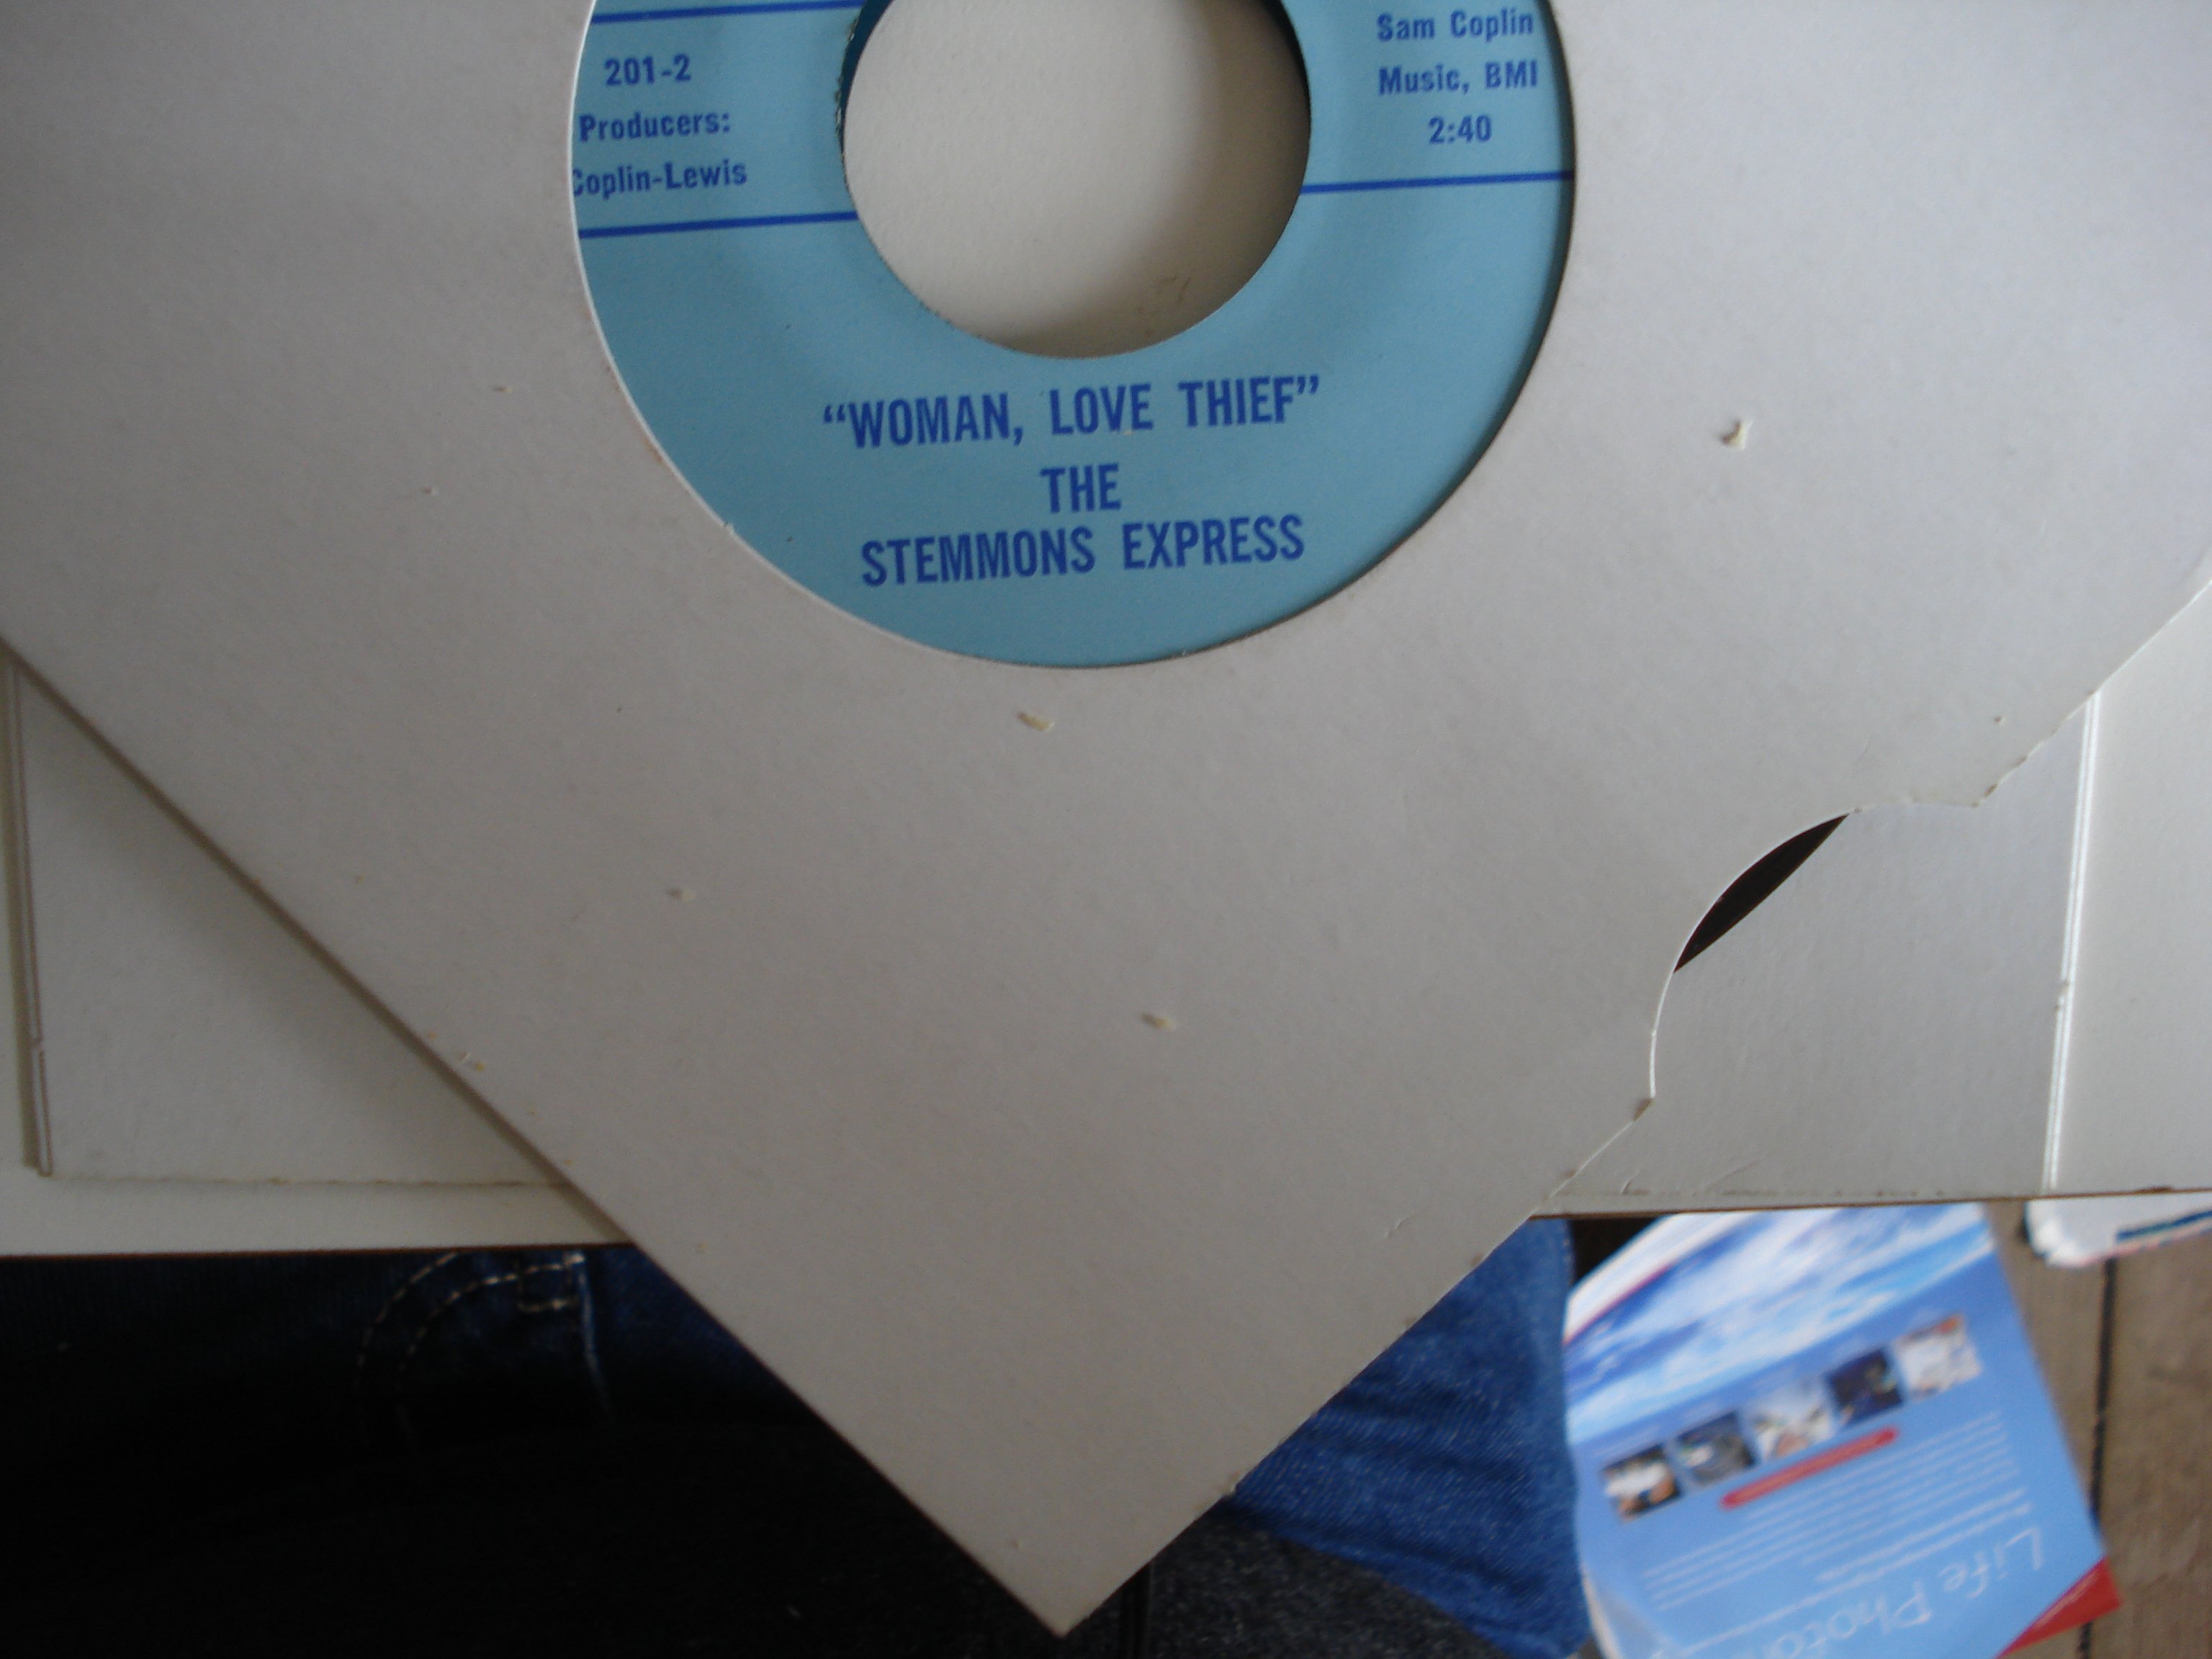 201-2
Producers:
Coplin-Lewis
Sam Coplin
Music, BMI
2:40
“WOMAN, LOVE THIEF”
THE
STEMMONS EXPRESS
Life Photo